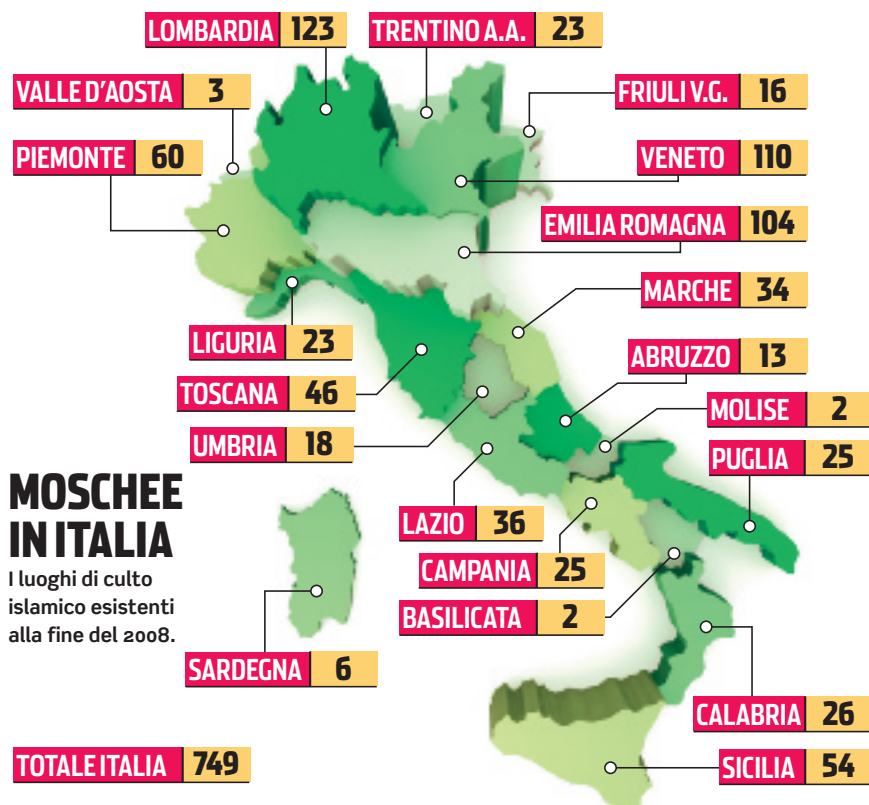 LOMBARDIA 123
TRENTINO A.A. 23
VALLE D'AOSTA 3
FRIULI V.G. 16
PIEMONTE 60
VENETO 110
EMILIA ROMAGNA 104
MARCHE 34
LIGURIA 23
ABRUZZO 13
TOSCANA 46
MOLISE 2
UMBRIA 18
PUGLIA 25
MOSCHEE
IN ITALIA
I luoghi di culto
islamico esistenti
alla fine del 2008.
LAZIO 36
CAMPANIA 25
BASILICATA 2
SARDEGNA 6
CALABRIA 26
TOTALE ITALIA 749
SICILIA 54